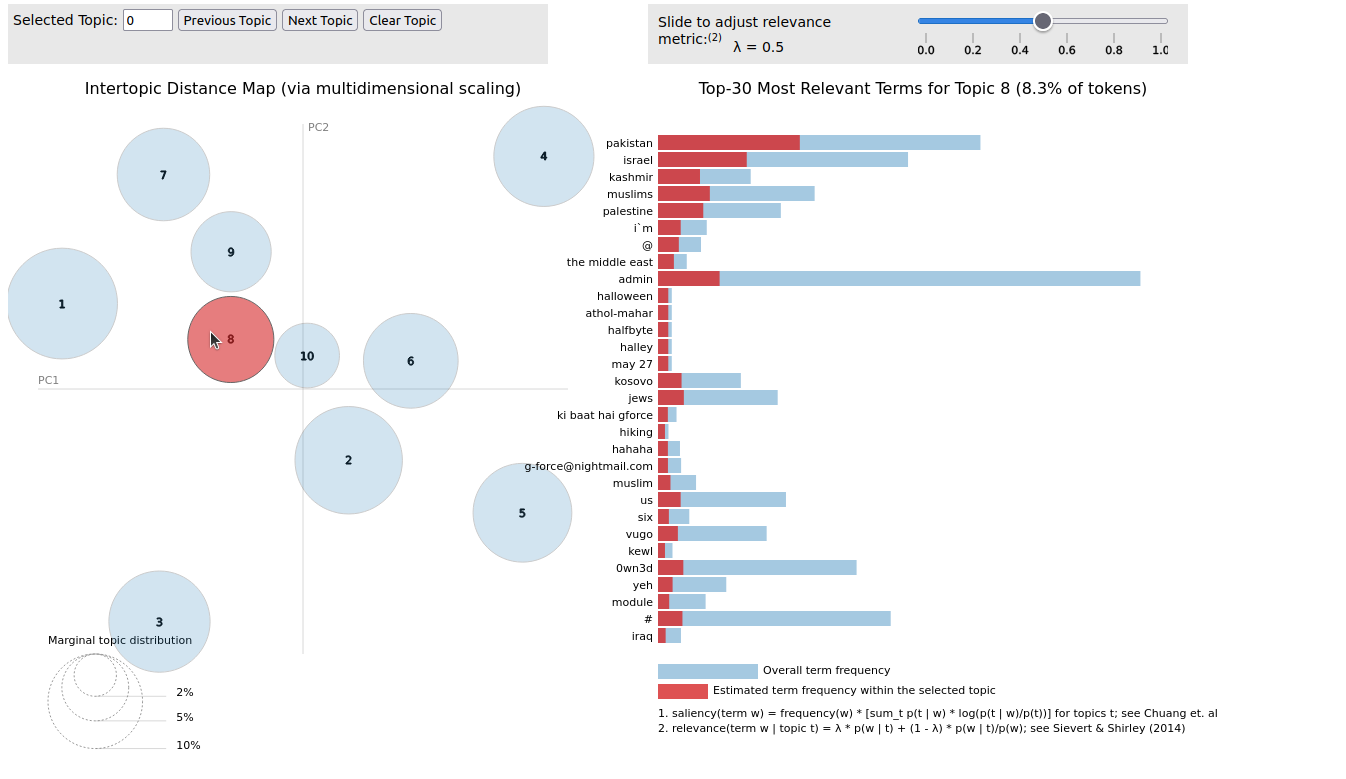 Selected Topic: 0 Previous Topic Next Topic Clear Topic
Slide to adjust relevance
metric:(2) λ = 0.5
0.0 0.2 0.4 0.6 0.8 1.0
Intertopic Distance Map (via multidimensional scaling)
PC2
PC1
7
4
9
1
8
10
6
2
5
3
Marginal topic distribution
2%
5%
10%
Top-30 Most Relevant Terms for Topic 8 (8.3% of tokens)
pakistan
israel
kashmir
muslims
palestine
i`m
@
the middle east
admin
halloween
athol-mahar
halfbyte
halley
may 27
kosovo
jews
ki baat hai gforce
hiking
hahaha
g-force@nightmail.com
muslim
us
six
vugo
kewl
0wn3d
yeh
module
#
iraq
Overall term frequency
Estimated term frequency within the selected topic
1. saliency(term w) = frequency(w) * [sum_t p(t | w) * log(p(t | w)/p(t))] for topics t; see Chuang et. al
2. relevance(term w | topic t) = λ * p(w | t) + (1 - λ) * p(w | t)/p(w); see Sievert & Shirley (2014)